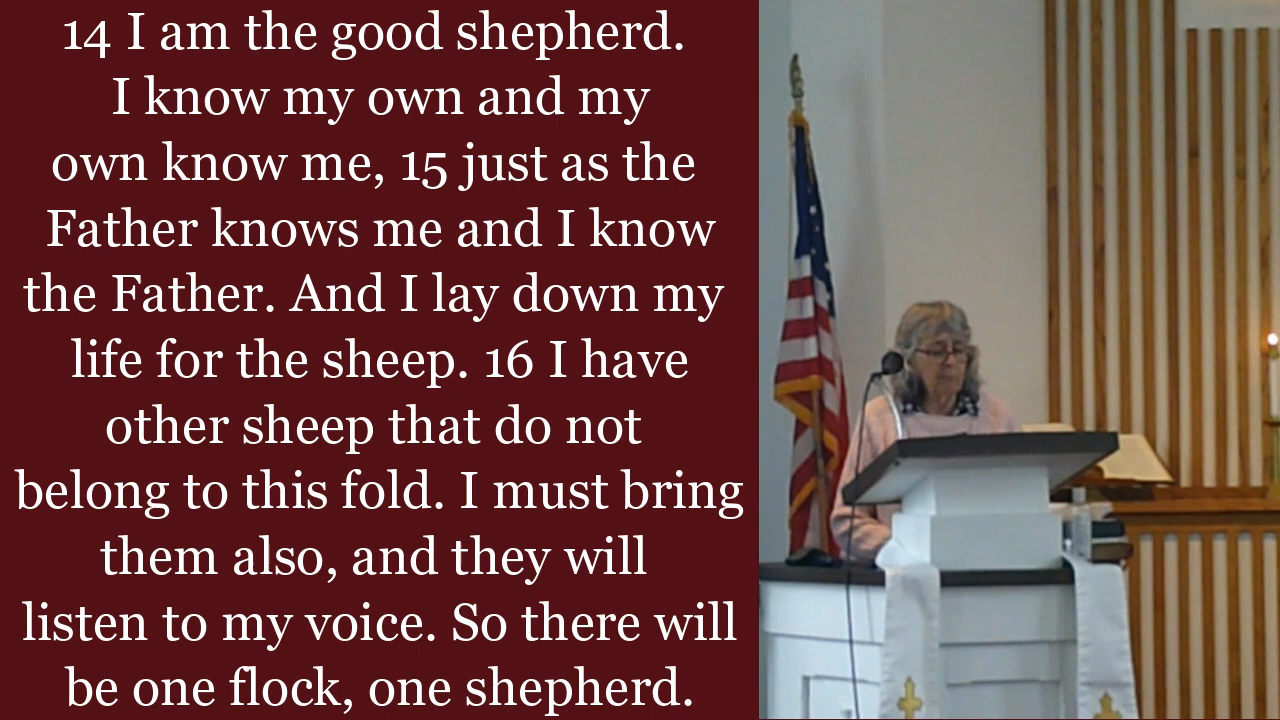 14 I am the good shepherd.
I know my own and my
own know me, 15 just as the
Father knows me and I know
the Father. And I lay down my
life for the sheep. 16 I have
other sheep that do not
belong to this fold. I must bring
them also, and they will
listen to my voice. So there will
be one flock, one shepherd.